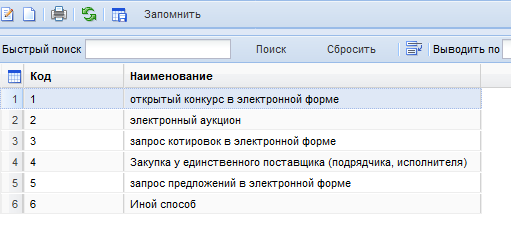 Запомнить
Быстрый поиск Поиск Сбросить Выводить по
Код Наименование
1 1 открытый конкурс в электронной форме
2 2 электронный аукцион
3 3 запрос котировок в электронной форме
4 4 Закупка у единственного поставщика (подрядчика, исполнителя)
5 5 запрос предложений в электронной форме
6 6 Иной способ